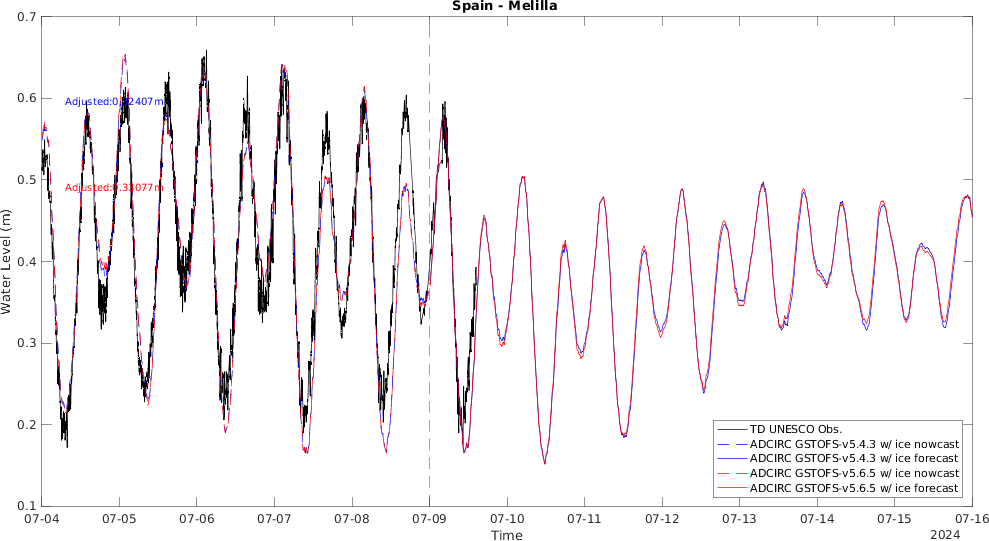 Spain - Melilla
0.7
0.6
0.5
0.4
0.3
0.2
0.1
Water Level (m)
Adjusted:0.32407m
Adjusted:0.33077m
TD UNESCO Obs.
ADCIRC GSTOFS-v5.4.3 w/ ice nowcast
ADCIRC GSTOFS-v5.4.3 w/ ice forecast
ADCIRC GSTOFS-v5.6.5 w/ ice nowcast
ADCIRC GSTOFS-v5.6.5 w/ ice forecast
07-04 07-05 07-06 07-07 07-08 07-09 07-10 07-11 07-12 07-13 07-14 07-15 07-16
Time
2024